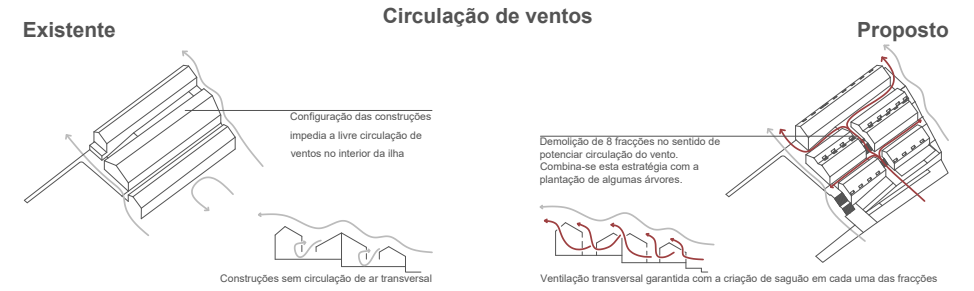 Circulação de ventos
Existente
Proposto
Configuração das construções
impedia a livre circulação de
ventos no interior da ilha
Construções sem circulação de ar transversal
Demolição de 8 fracções no sentido de
potenciar circulação do vento.
Combina-se esta estratégia com a
plantação de algumas árvores.
Ventilação transversal garantida com a criação de saguão em cada uma das fracções